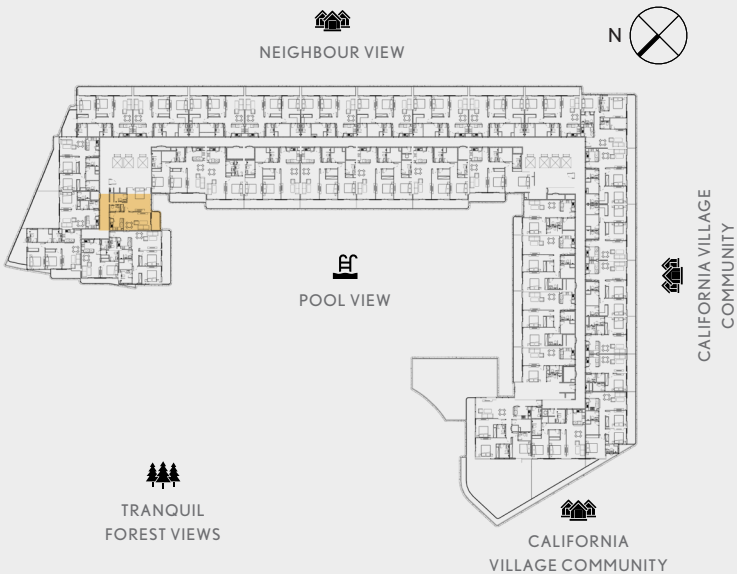 NEIGHBOUR VIEW
N
POOL VIEW
CALIFORNIA VILLAGE
COMMUNITY
TRANQUIL
FOREST VIEWS
CALIFORNIA
VILLAGE COMMUNITY